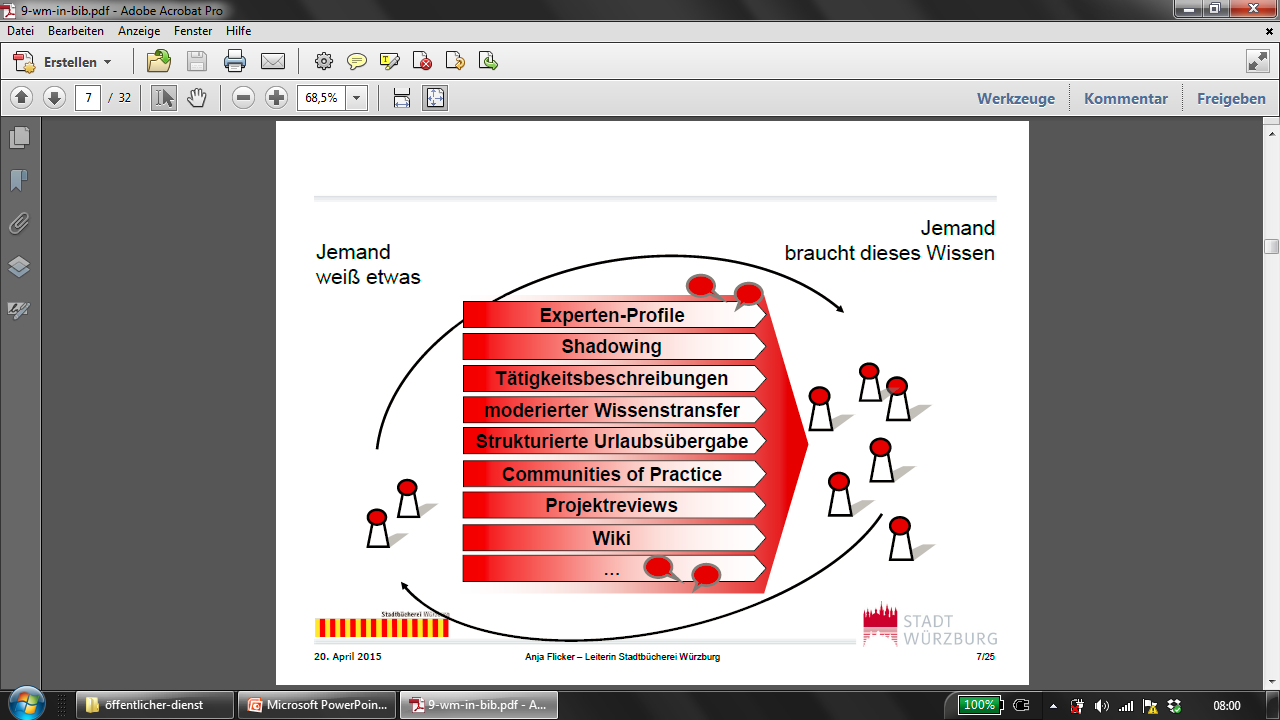 9-wm-in-bib.pdf - Adobe Acrobat Pro
Datei Bearbeiten Anzeige Fenster Hilfe
Erstellen
7 / 32 68,5% Werkzeuge Kommentar Freigeben
Jemand
weiß etwas
Jemand
braucht dieses Wissen
Experten-Profile
Shadowing
Tätigkeitsbeschreibungen
moderierter Wissenstransfer
Strukturierte Urlaubsübergabe
Communities of Practice
Projektreviews
Wiki
...
Stadtbücherei Würzburg
STADT
WÜRZBURG
20. April 2015 Anja Flicker – Leiterin Stadtbücherei Würzburg 7/25
öffentlicher-dienst Microsoft PowerPoin... 9-wm-in-bib.pdf - A... 100% 08:00